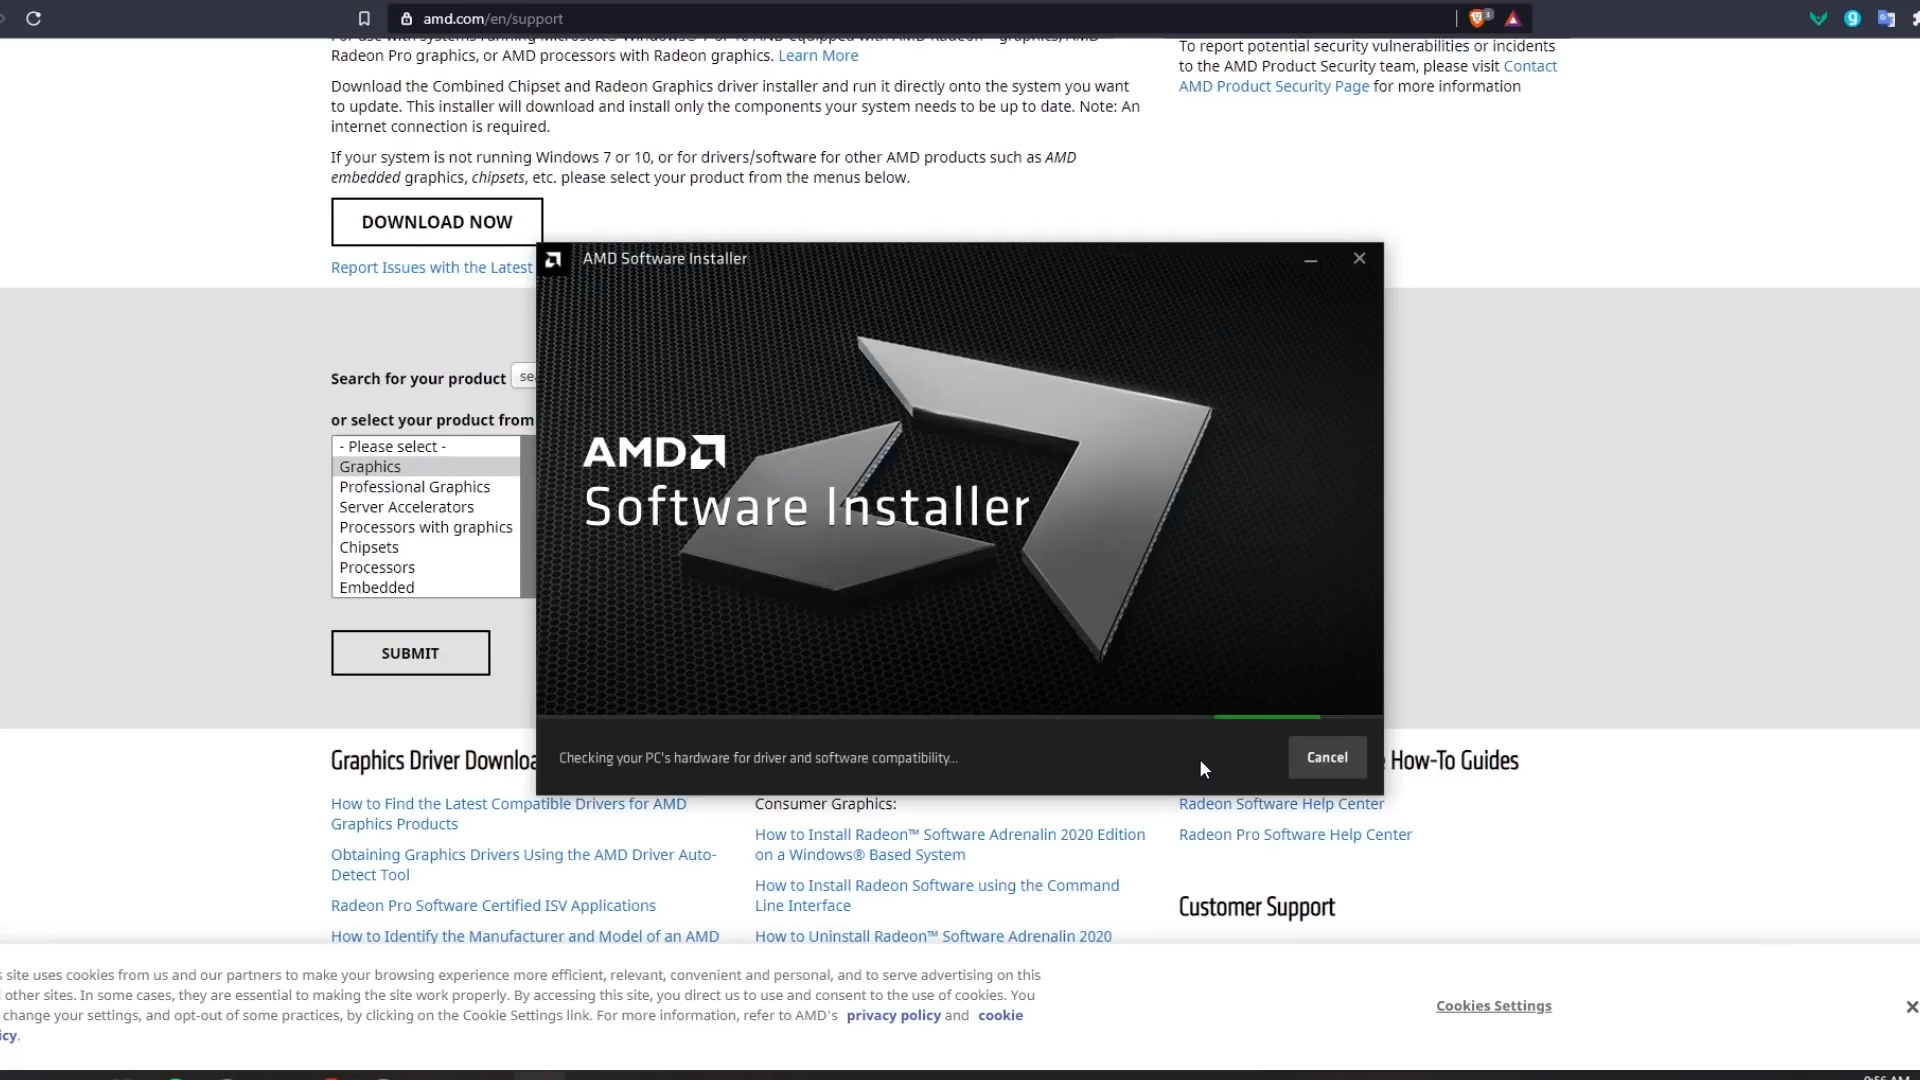 amd.com/en/support
3
Radeon Pro graphics, or AMD processors with Radeon graphics. Learn More
Download the Combined Chipset and Radeon Graphics driver installer and run it directly onto the system you want
to update. This installer will download and install only the components your system needs to be up to date. Note: An
internet connection is required.
If your system is not running Windows 7 or 10, or for drivers/software for other AMD products such as AMD
embedded graphics, chipsets, etc. please select your product from the menus below.
DOWNLOAD NOW
Report Issues with the Latest
To report potential security vulnerabilities or incidents
to the AMD Product Security team, please visit Contact
AMD Product Security Page for more information
Search for your product
or select your product from
- Please select -
Graphics
Professional Graphics
Server Accelerators
Processors with graphics
Chipsets
Processors
Embedded
SUBMIT
AMD Software Installer
AMD
Software Installer
Checking your PC's hardware for driver and software compatibility...
Cancel
Graphics Driver Downloa
How to Find the Latest Compatible Drivers for AMD
Graphics Products
Obtaining Graphics Drivers Using the AMD Driver Auto-
Detect Tool
Radeon Pro Software Certified ISV Applications
How to Identify the Manufacturer and Model of an AMD
Consumer Graphics:
How to Install Radeon™ Software Adrenalin 2020 Edition
on a Windows® Based System
How to Install Radeon Software using the Command
Line Interface
How to Uninstall Radeon™ Software Adrenalin 2020
How-To Guides
Radeon Software Help Center
Radeon Pro Software Help Center
Customer Support
s site uses cookies from us and our partners to make your browsing experience more efficient, relevant, convenient and personal, and to serve advertising on this
other sites. In some cases, they are essential to making the site work properly. By accessing this site, you direct us to use and consent to the use of cookies. You
change your settings, and opt-out of some practices, by clicking on the Cookie Settings link. For more information, refer to AMD's privacy policy and cookie
icy.
Cookies Settings